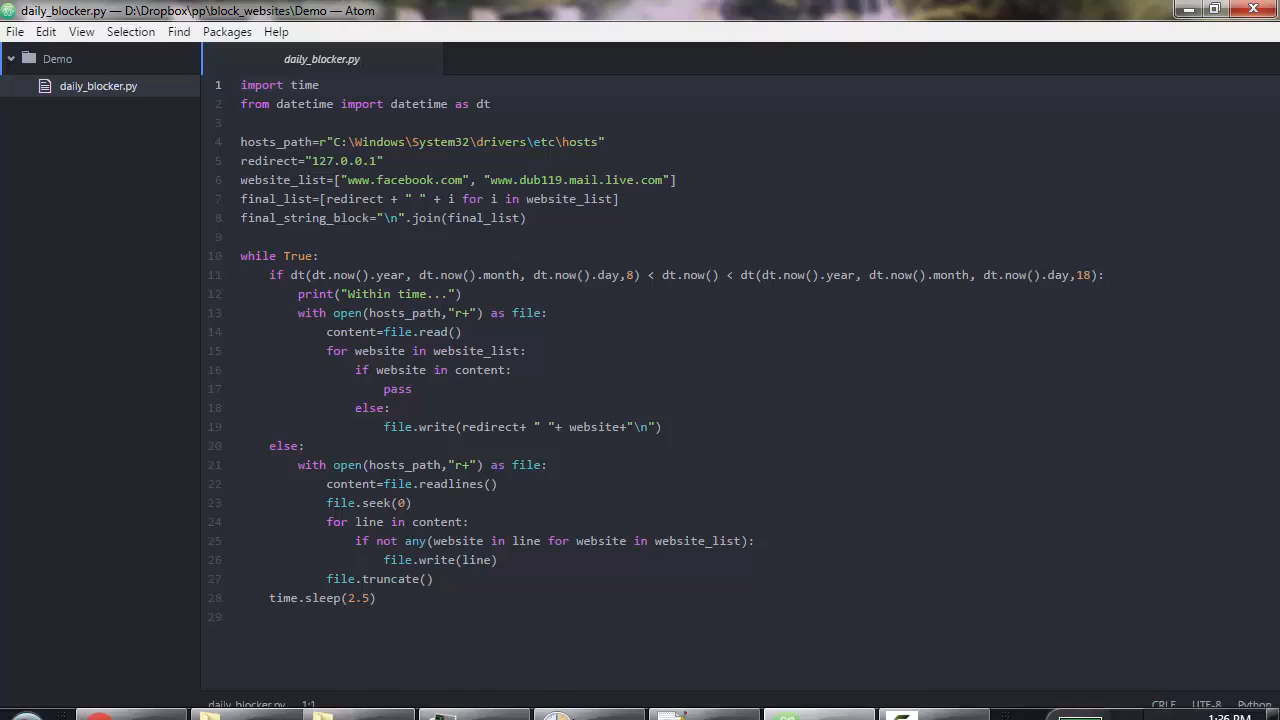 daily_blocker.py — D:\Dropbox\pp\block_websites\Demo — Atom
File Edit View Selection Find Packages Help
Demo
daily_blocker.py
daily_blocker.py
1 import time
2 from datetime import datetime as dt
3
4 hosts_path=r"C:\Windows\System32\drivers\etc\hosts"
5 redirect="127.0.0.1"
6 website_list=["www.facebook.com", "www.dub119.mail.live.com"]
7 final_list=[redirect + " " + i for i in website_list]
8 final_string_block="\n".join(final_list)
9
10 while True:
11     if dt(dt.now().year, dt.now().month, dt.now().day,8) < dt.now() < dt(dt.now().year, dt.now().month, dt.now().day,18):
12         print("Within time...")
13         with open(hosts_path,"r+") as file:
14             content=file.read()
15             for website in website_list:
16                 if website in content:
17                     pass
18                 else:
19                     file.write(redirect+ " "+ website+"\n")
20     else:
21         with open(hosts_path,"r+") as file:
22             content=file.readlines()
23             file.seek(0)
24             for line in content:
25                 if not any(website in line for website in website_list):
26                     file.write(line)
27             file.truncate()
28     time.sleep(2.5)
29
daily_blocker.py 1:1 CRLF UTF-8 Python
1:36 PM